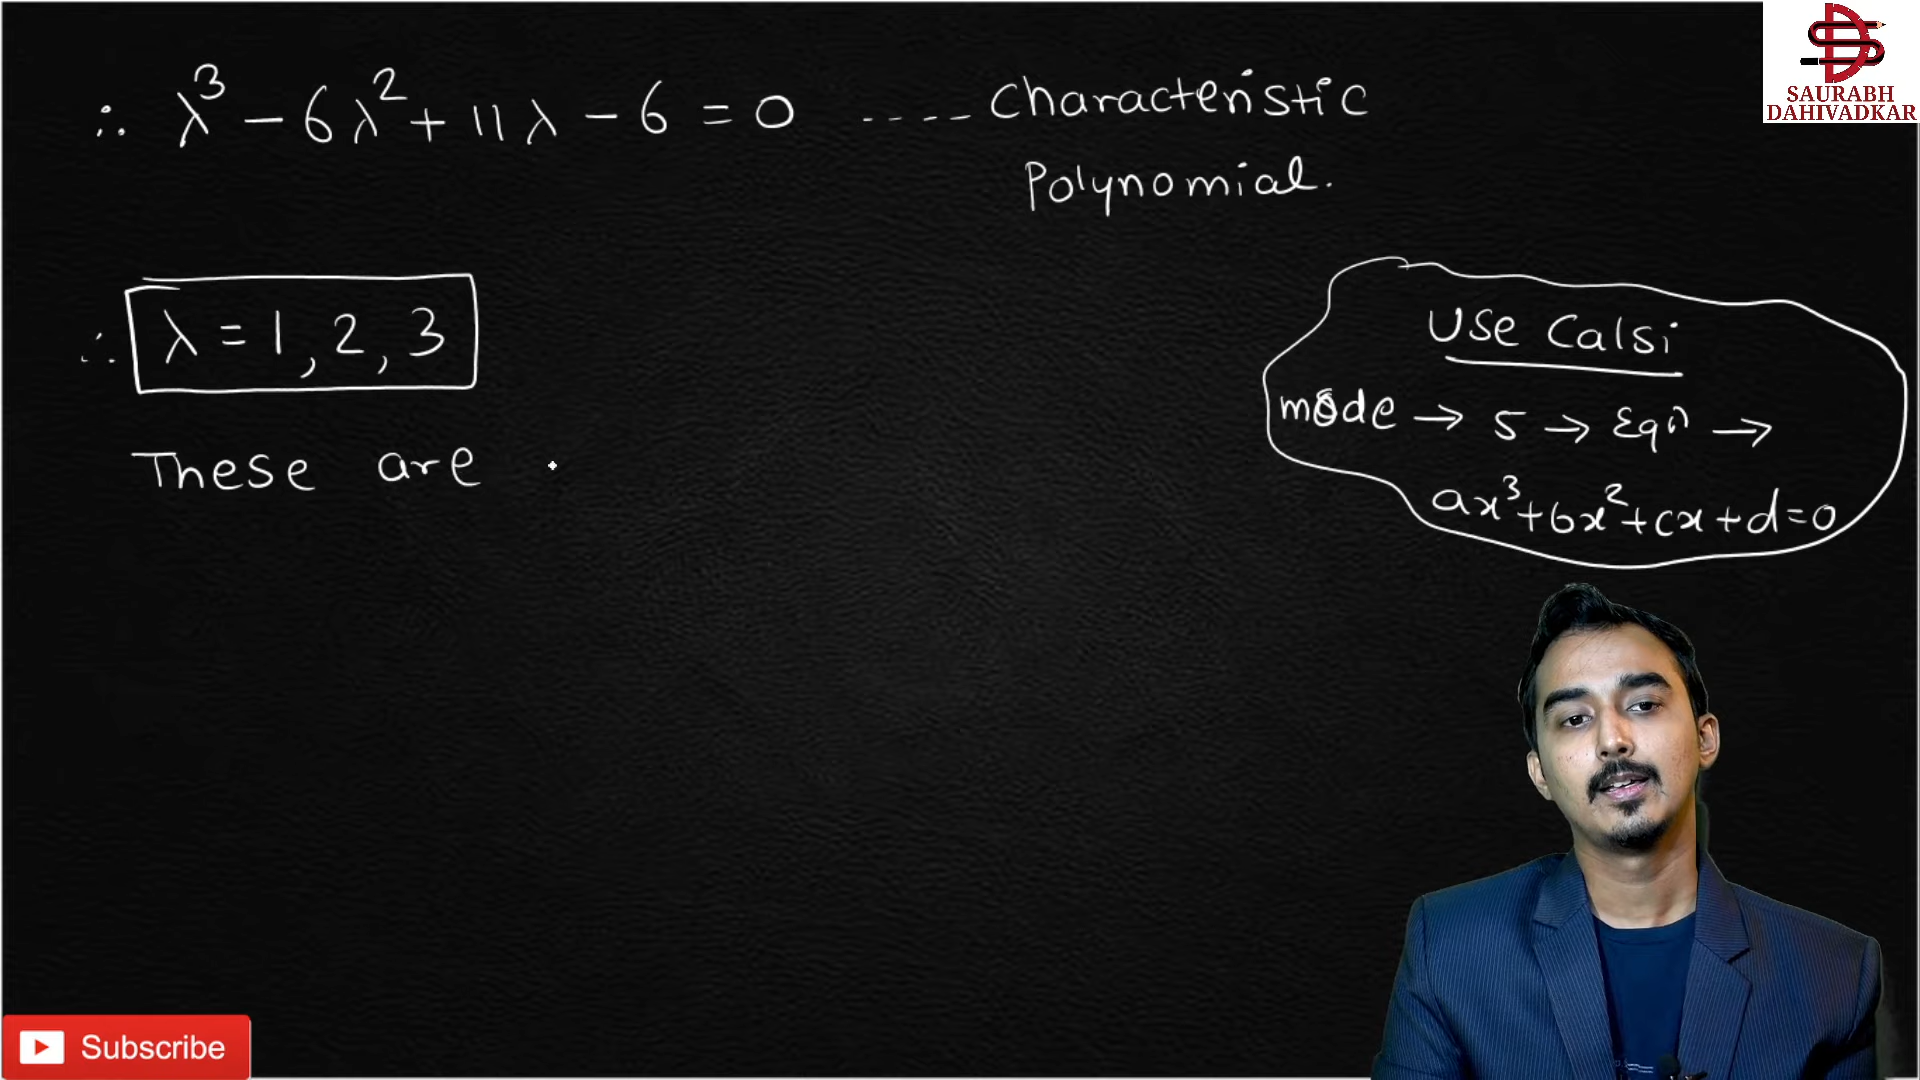 ∴ λ³ - 6λ² + 11λ - 6 = 0 ---- Characteristic
Polynomial.
∴ λ = 1, 2, 3
These are
Use Calsi
mode → 5 → Eqn →
ax³+bx²+cx+d=0
SAURABH
DAHIVADKAR
Subscribe